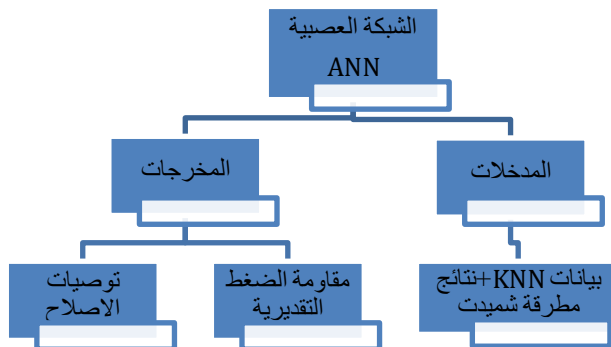 الشبكة العصبية
ANN
المدخلات
المخرجات
بيانات KNN+نتائج
مطرقة شميدت
مقاومة الضغط
التقديرية
توصيات
الاصلاح